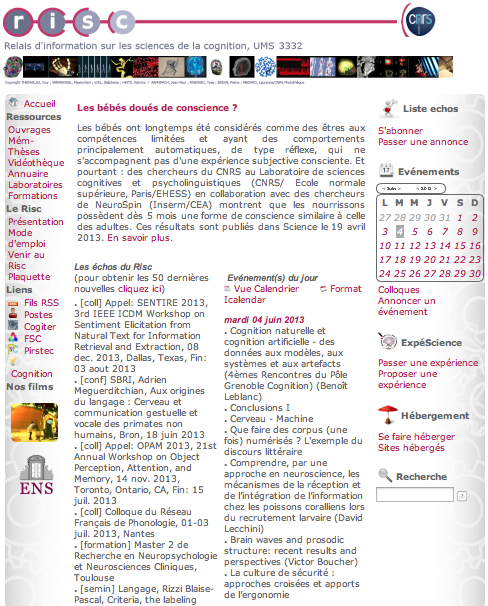 risc
cnrs
Relais d'information sur les sciences de la cognition, UMS 3332
Accueil
Ressources
Ouvrages
Mém-
Thèses
Vidéothèque
Annuaire
Laboratoires
Formations
Le Risc
Présentation
Mode
d'emploi
Venir au
Risc
Plaquette
Liens
Fils RSS
Postes
Cogiter
FSC
Pirstec
Cognition
Nos films
ENS
Les bébés doués de conscience ?
Les bébés ont longtemps été considérés comme des êtres aux
compétences limitées et ayant des comportements
principalement automatiques, de type réflexe, qui ne
s'accompagnent pas d'une expérience subjective consciente. Et
pourtant : des chercheurs du CNRS au Laboratoire de sciences
cognitives et psycholinguistiques (CNRS/ Ecole normale
supérieure, Paris/EHESS) en collaboration avec des chercheurs
de NeuroSpin (Inserm/CEA) montrent que les nourrissons
possèdent dès 5 mois une forme de conscience similaire à celle
des adultes. Ces résultats sont publiés dans Science le 19 avril
2013. En savoir plus.
Les échos du Risc
(pour obtenir les 50 dernières
nouvelles cliquez ici)
. [coll] Appel: SENTIRE 2013,
3rd IEEE ICDM Workshop on
Sentiment Elicitation from
Natural Text for Information
Retrieval and Extraction, 08
dec. 2013, Dallas, Texas, Fin:
03 aout 2013
. [conf] SBRI, Adrien
Meguerditchian, Aux origines
du langage : Cerveau et
communication gestuelle et
vocale des primates non
humains, Bron, 18 juin 2013
. [coll] Appel: OPAM 2013, 21st
Annual Workshop on Object
Perception, Attention, and
Memory, 14 nov. 2013,
Toronto, Ontario, CA, Fin: 15
juil. 2013
. [coll] Colloque du Réseau
Français de Phonologie, 01-03
juil. 2013, Nantes
. [formation] Master 2 de
Recherche en Neuropsychologie
et Neurosciences Cliniques,
Toulouse
. [semin] Langage, Rizzi Blaise-
Pascal, Criteria, the labeling
Evénement(s) du jour
Vue Calendrier Format
Icalendar
mardi 04 juin 2013
. Cognition naturelle et
cognition artificielle - des
données aux modèles, aux
systèmes et aux artefacts
(4èmes Rencontres du Pôle
Grenoble Cognition) (Benoît
Leblanc)
. Conclusions I
. Cerveau - Machine
. Que faire des corpus (une
fois) numérisés ? L'exemple du
discours littéraire
. Comprendre, par une
approche en neuroscience, les
mécanismes de la réception et
de l'intégration de l'information
chez les poissons coralliens lors
du recrutement larvaire (David
Lecchini)
. Brain waves and prosodic
structure: recent results and
perspectives (Victor Boucher)
. La culture de sécurité :
approches croisées et apports
de l'ergonomie
Liste echos
S'abonner
Passer une annonce
Evénements
Juin 2013
L M M J V S D
27 28 29 30 31 1 2
3 4 5 6 7 8 9
10 11 12 13 14 15 16
17 18 19 20 21 22 23
24 25 26 27 28 29 30
Colloques
Annoncer un
événement
ExpéScience
Passer une expérience
Proposer une
expérience
Hébergement
Se faire héberger
Sites hébergés
Recherche